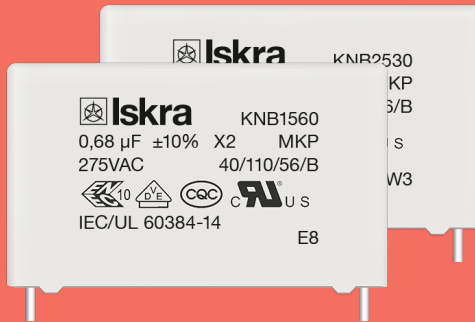 Iskra
KNB2530
Iskra
KNB1560
0,68 µF ±10% X2 MKP
275VAC 40/110/56/B
10 VDE CQC C US
IEC/UL 60384-14
E8